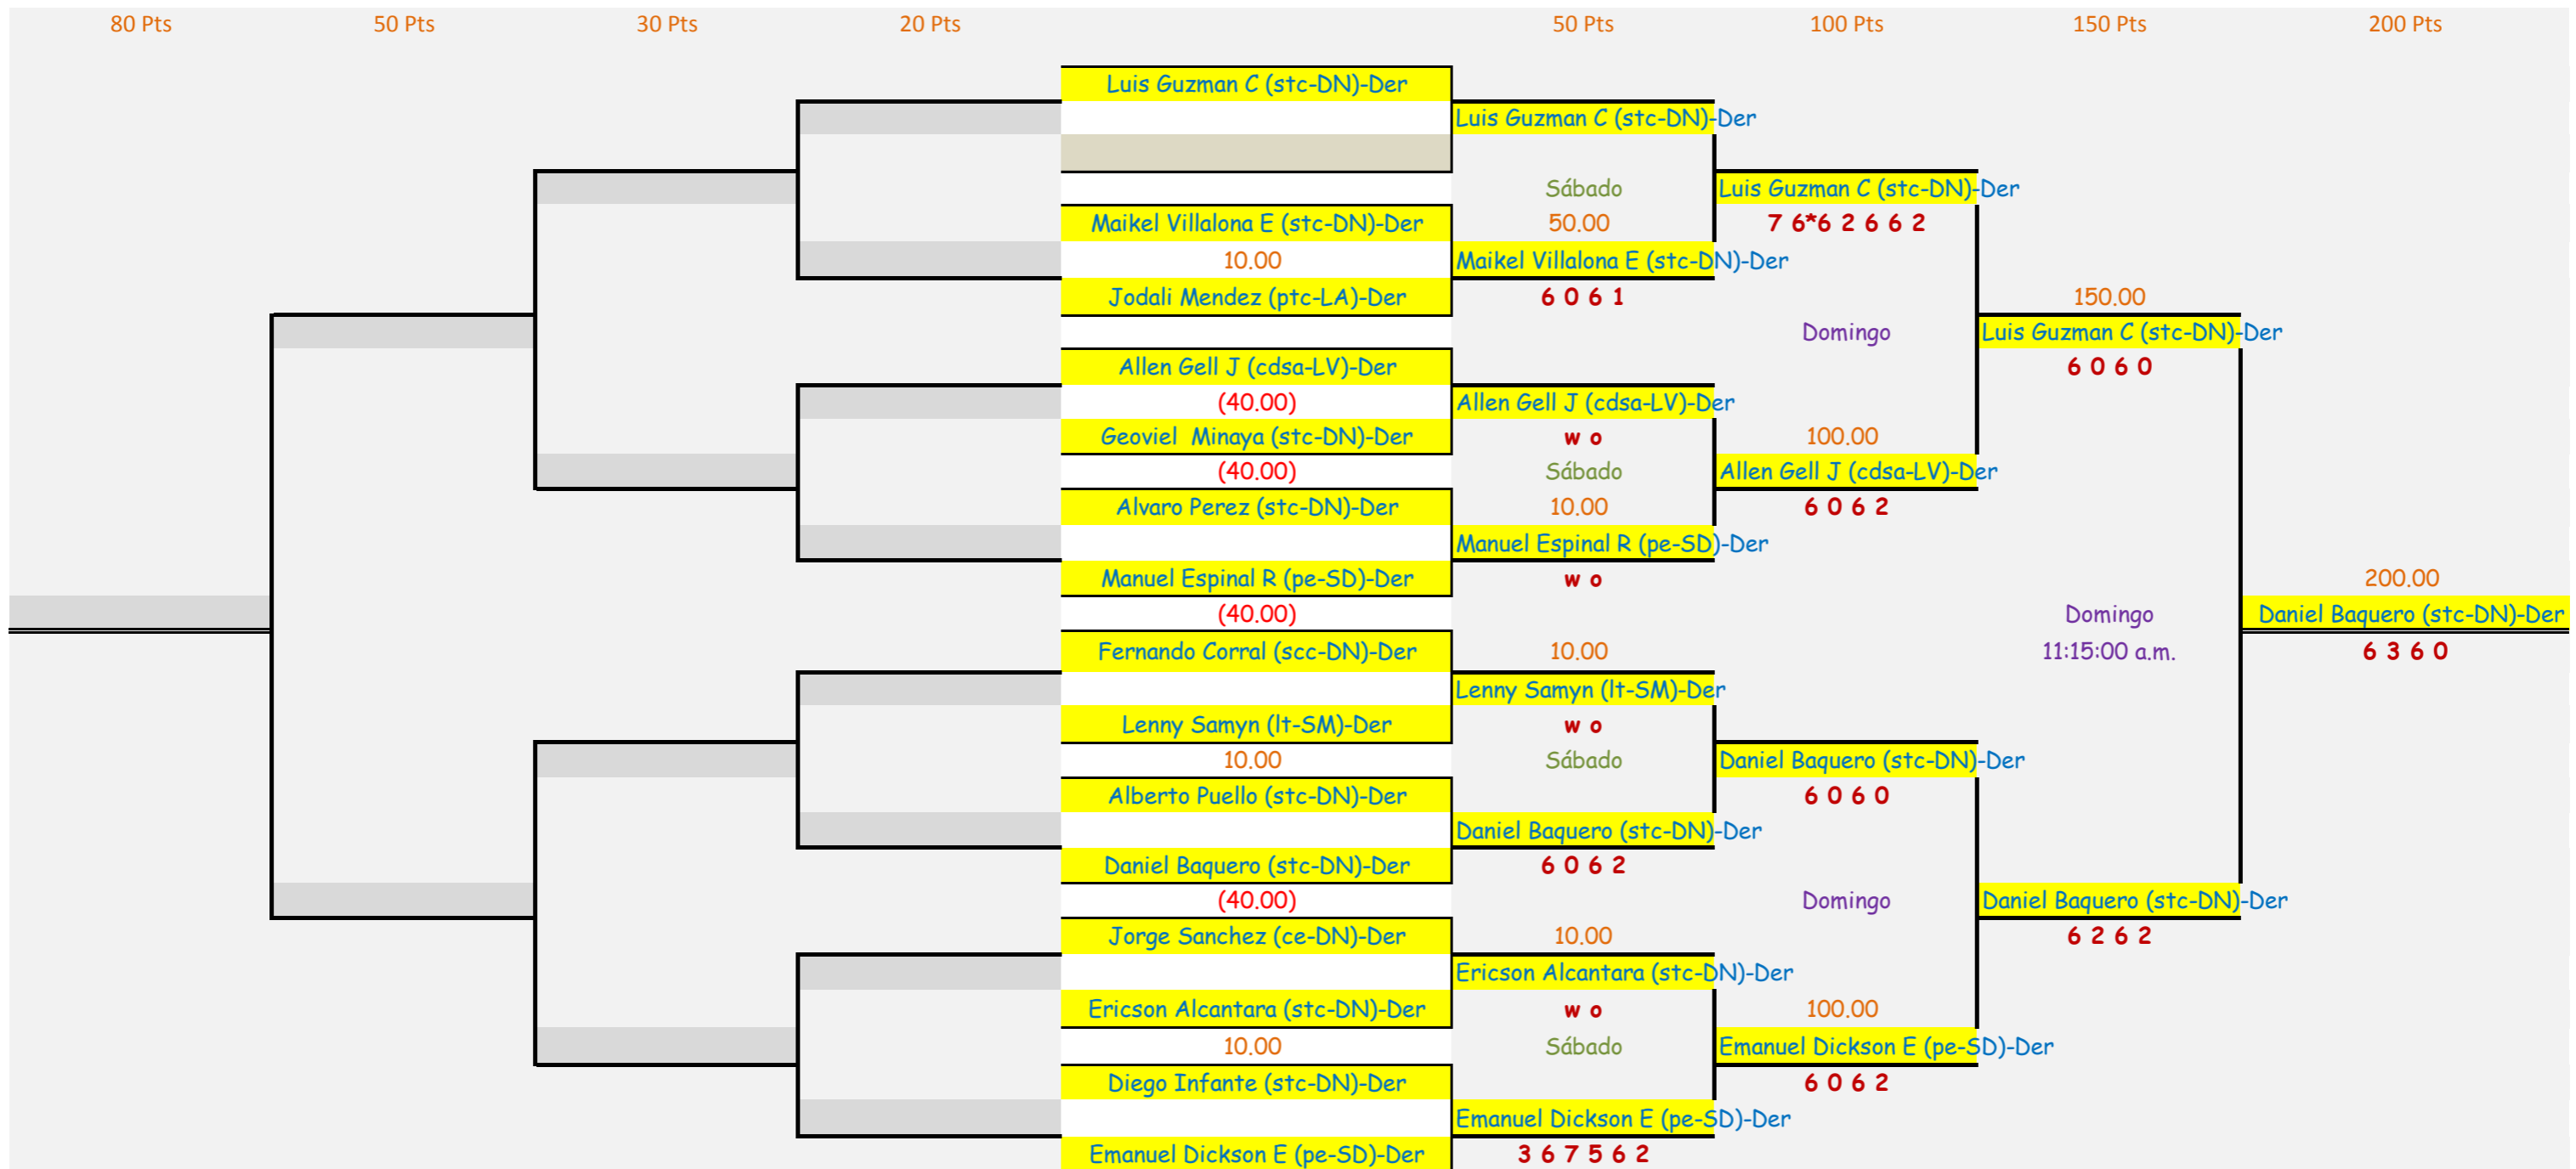 80 Pts 50 Pts 30 Pts 20 Pts 50 Pts 100 Pts 150 Pts 200 Pts
Luis Guzman C (stc-DN)-Der
Luis Guzman C (stc-DN)-Der
Sábado Luis Guzman C (stc-DN)-Der
Maikel Villalona E (stc-DN)-Der 50.00 7 6*6 2 6 6 2
10.00 Maikel Villalona E (stc-DN)-Der
Jodali Mendez (ptc-LA)-Der 6 0 6 1 150.00
Domingo Luis Guzman C (stc-DN)-Der
Allen Gell J (cdsa-LV)-Der 6 0 6 0
(40.00) Allen Gell J (cdsa-LV)-Der
Geoviel  Minaya (stc-DN)-Der w o 100.00
(40.00) Sábado Allen Gell J (cdsa-LV)-Der
Alvaro Perez (stc-DN)-Der 10.00 6 0 6 2
Manuel Espinal R (pe-SD)-Der
Manuel Espinal R (pe-SD)-Der w o 200.00
(40.00) Domingo Daniel Baquero (stc-DN)-Der
Fernando Corral (scc-DN)-Der 10.00 11:15:00 a.m. 6 3 6 0
Lenny Samyn (lt-SM)-Der
Lenny Samyn (lt-SM)-Der w o
10.00 Sábado Daniel Baquero (stc-DN)-Der
Alberto Puello (stc-DN)-Der 6 0 6 0
Daniel Baquero (stc-DN)-Der
Daniel Baquero (stc-DN)-Der 6 0 6 2
(40.00) Domingo Daniel Baquero (stc-DN)-Der
Jorge Sanchez (ce-DN)-Der 10.00 6 2 6 2
Ericson Alcantara (stc-DN)-Der
Ericson Alcantara (stc-DN)-Der w o 100.00
10.00 Sábado Emanuel Dickson E (pe-SD)-Der
Diego Infante (stc-DN)-Der 6 0 6 2
Emanuel Dickson E (pe-SD)-Der
Emanuel Dickson E (pe-SD)-Der 3 6 7 5 6 2